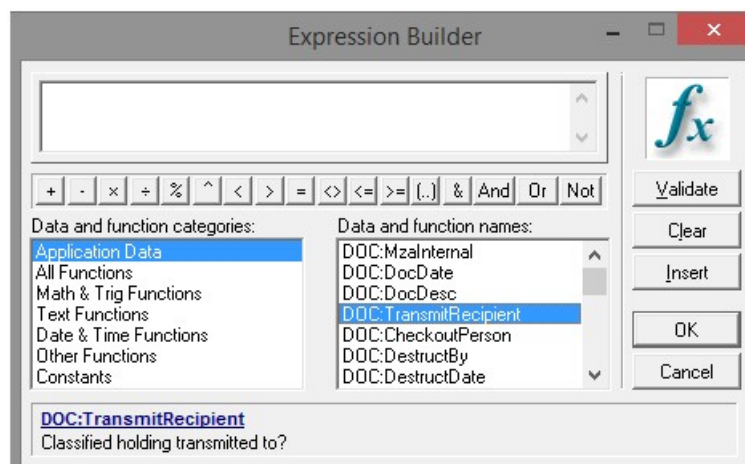 Expression Builder
fx
+ - × ÷ % ^ < > = <> <= >= (..) & And Or Not
Validate
Clear
Insert
OK
Cancel
Data and function categories:
Application Data
All Functions
Math & Trig Functions
Text Functions
Date & Time Functions
Other Functions
Constants
Data and function names:
DOC:MzaInternal
DOC:DocDate
DOC:DocDesc
DOC:TransmitRecipient
DOC:CheckoutPerson
DOC:DestructBy
DOC:DestructDate
DOC:TransmitRecipient
Classified holding transmitted to?